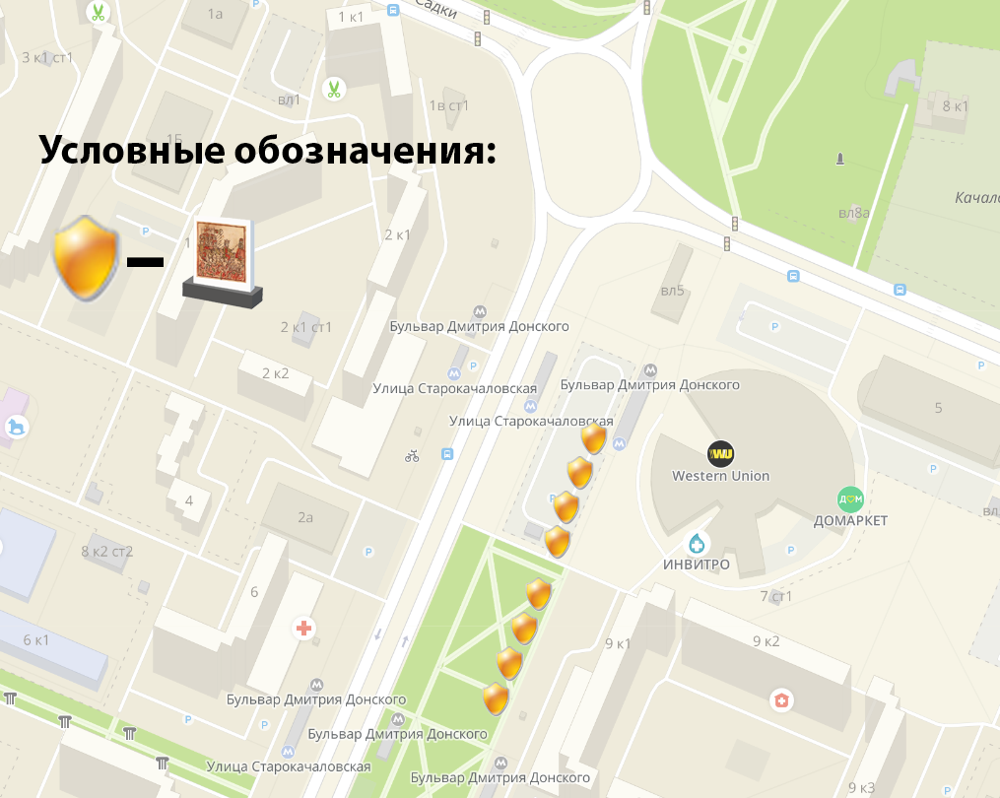 Садки
1а
1 к1
3 к1 ст1
вл1
1в ст1
8 к1
1Б
Условные обозначения:
Качало
вл8а
2 к1
1
вл5
2 к1 ст1
Бульвар Дмитрия Донского
2 к2
Улица Старокачаловская
Бульвар Дмитрия Донского
5
Улица Старокачаловская
WU
Western Union
4
2а
ДОМ
ДОМАРКЕТ
вл
8 к2 ст2
ИНВИТРО
6
7 ст1
6 к1
9 к1
9 к2
Бульвар Дмитрия Донского
Бульвар Дмитрия Донского
Улица Старокачаловская
Бульвар Дмитрия Донского
9 к3